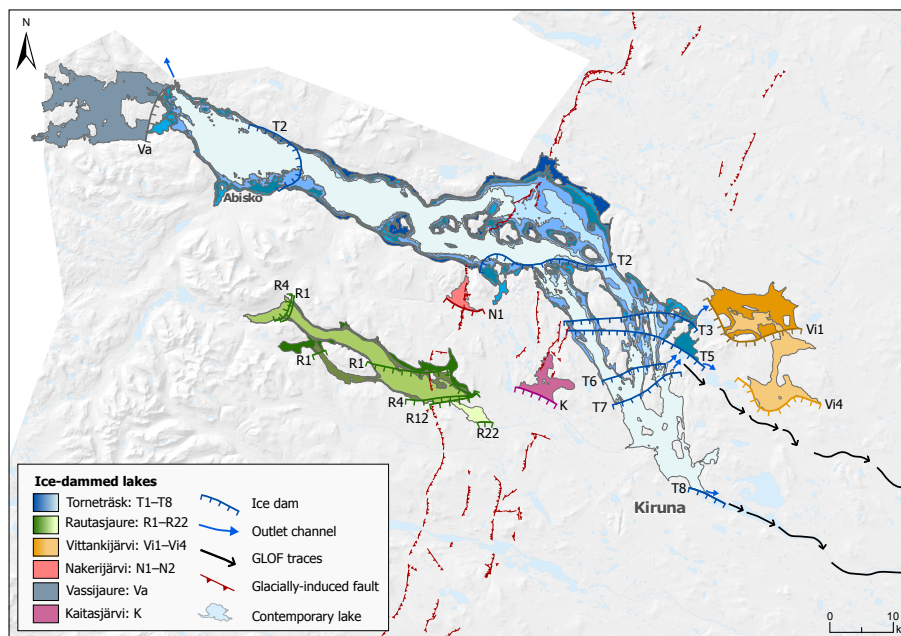 N
T2
Va
Abisko
T2
R4
R1
N1
T3
Vi1
R1
R1
T5
T6
K
R4
T7
Vi4
R12
R22
Ice-dammed lakes
Torneträsk: T1–T8
Rautasjaure: R1–R22
Vittankijärvi: Vi1–Vi4
Nakerijärvi: N1–N2
Vassijaure: Va
Kaitasjärvi: K
Ice dam
Outlet channel
GLOF traces
Glacially-induced fault
Contemporary lake
T8
Kiruna
0 10
k